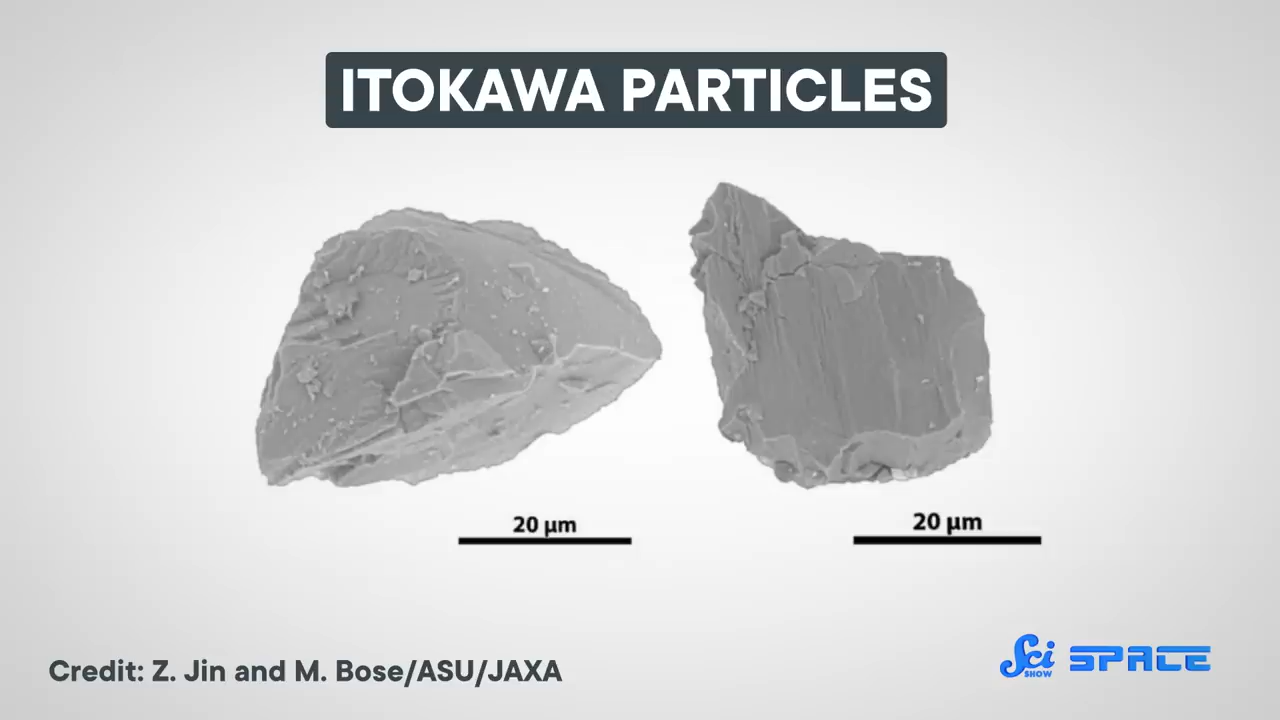 ITOKAWA PARTICLES
20 µm
20 µm
Credit: Z. Jin and M. Bose/ASU/JAXA
Sci SHOW SPACE